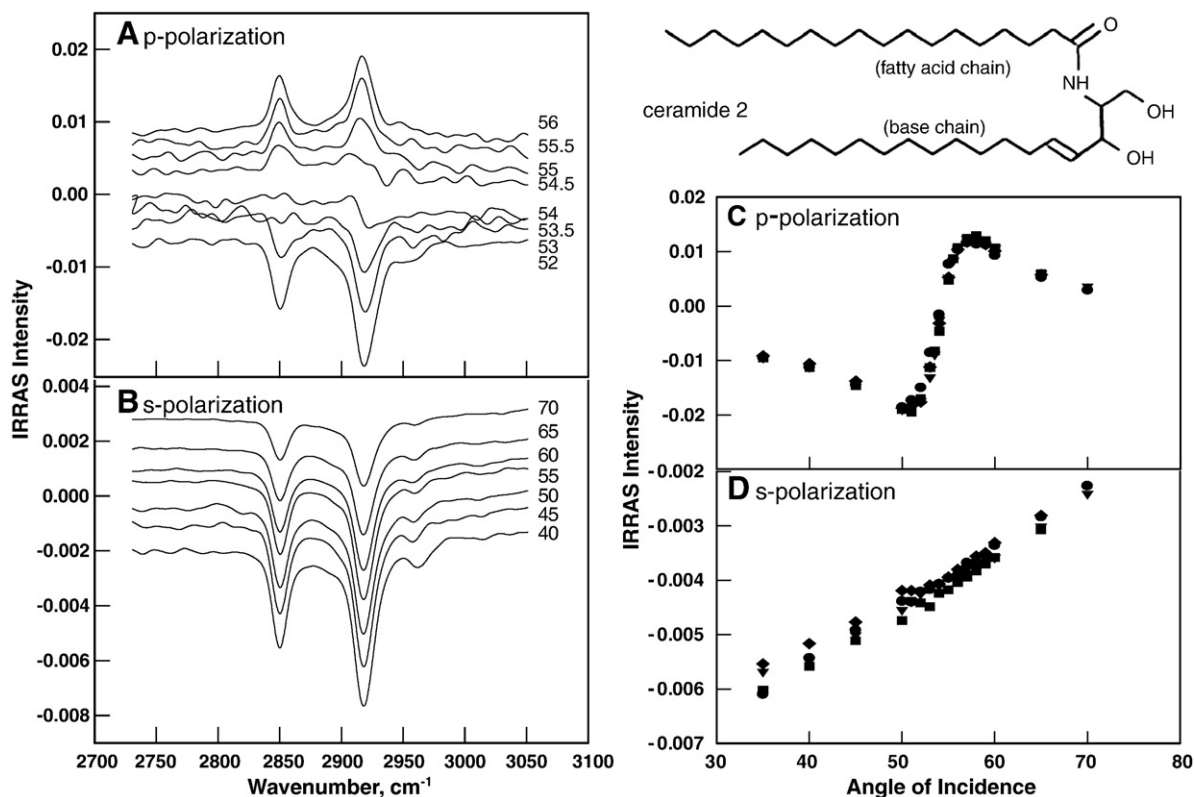 A p-polarization
0.02
0.01
0.00
-0.01
-0.02
56
55.5
55
54.5
54
53.5
53
52
IRRAS Intensity
B s-polarization
0.004
0.002
0.000
-0.002
-0.004
-0.006
-0.008
70
65
60
55
50
45
40
2700 2750 2800 2850 2900 2950 3000 3050 3100
Wavenumber, cm-1
O
(fatty acid chain)
NH
ceramide 2
OH
(base chain)
OH
C p-polarization
0.02
0.01
0.00
-0.01
-0.02
IRRAS Intensity
-0.002
D s-polarization
-0.003
-0.004
-0.005
-0.006
-0.007
30 40 50 60 70 80
Angle of Incidence